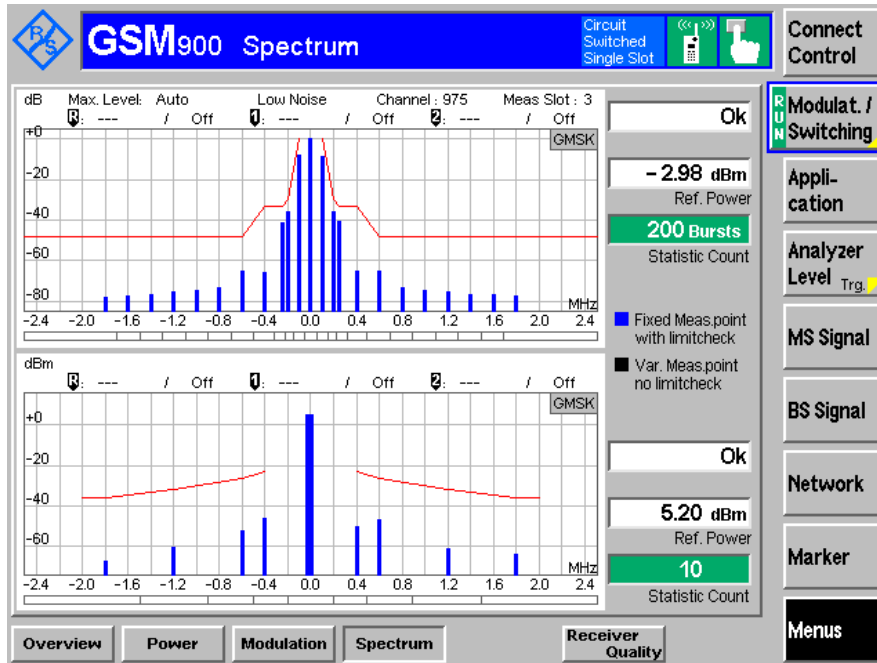 R/S
GSM900 Spectrum
Circuit
Switched
Single Slot
Connect
Control
dB Max. Level: Auto Low Noise Channel : 975 Meas Slot : 3
R: --- / Off 1: --- / Off 2: --- / Off
GMSK
+0
-20
-40
-60
-80
MHz
-2.4 -2.0 -1.6 -1.2 -0.8 -0.4 0.0 0.4 0.8 1.2 1.6 2.0 2.4
Ok
-2.98 dBm
Ref. Power
200 Bursts
Statistic Count
Fixed Meas.point
with limitcheck
Var. Meas.point
no limitcheck
dBm
R: --- / Off 1: --- / Off 2: --- / Off
GMSK
+0
-20
-40
-60
MHz
-2.4 -2.0 -1.6 -1.2 -0.8 -0.4 0.0 0.4 0.8 1.2 1.6 2.0 2.4
Ok
5.20 dBm
Ref. Power
10
Statistic Count
RUN
Modulat. /
Switching
Appli-
cation
Analyzer
Level Trg.
MS Signal
BS Signal
Network
Marker
Menus
Overview
Power
Modulation
Spectrum
Receiver
Quality